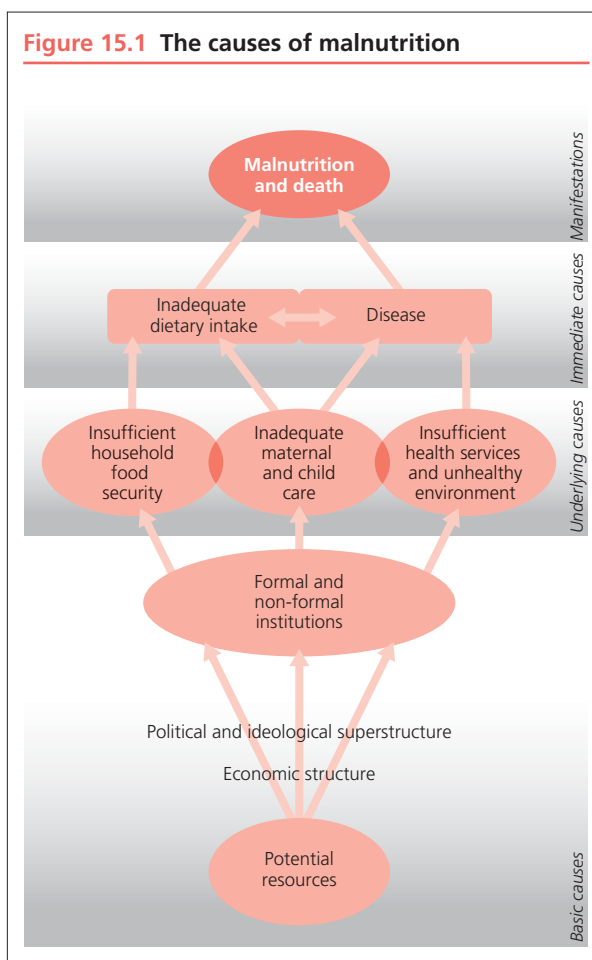 Figure 15.1 The causes of malnutrition
Malnutrition
and death
Manifestations
Inadequate
dietary intake
Disease
Immediate causes
Insufficient
household
food
security
Inadequate
maternal
and child
care
Insufficient
health services
and unhealthy
environment
Underlying causes
Formal and
non-formal
institutions
Political and ideological superstructure
Economic structure
Potential
resources
Basic causes